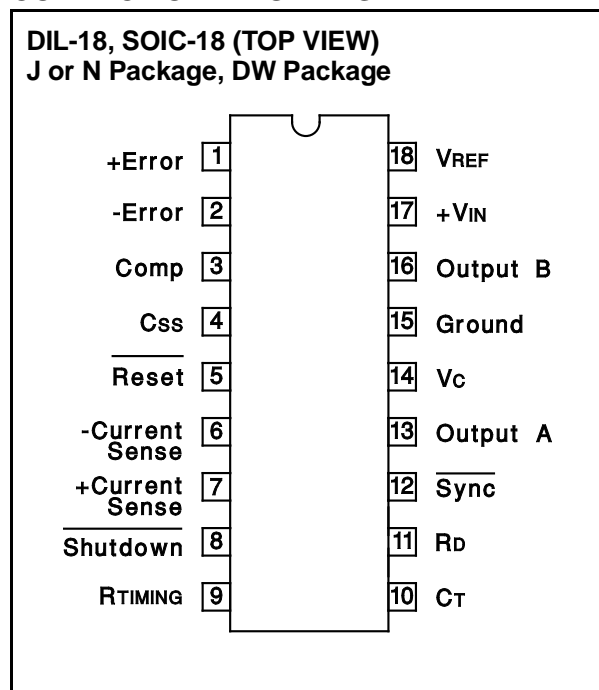 DIL-18, SOIC-18 (TOP VIEW)
J or N Package, DW Package
+Error 1 18 VREF
-Error 2 17 +VIN
Comp 3 16 Output B
Css 4 15 Ground
Reset 5 14 Vc
-Current Sense 6 13 Output A
+Current Sense 7 12 Sync
Shutdown 8 11 RD
RTIMING 9 10 CT